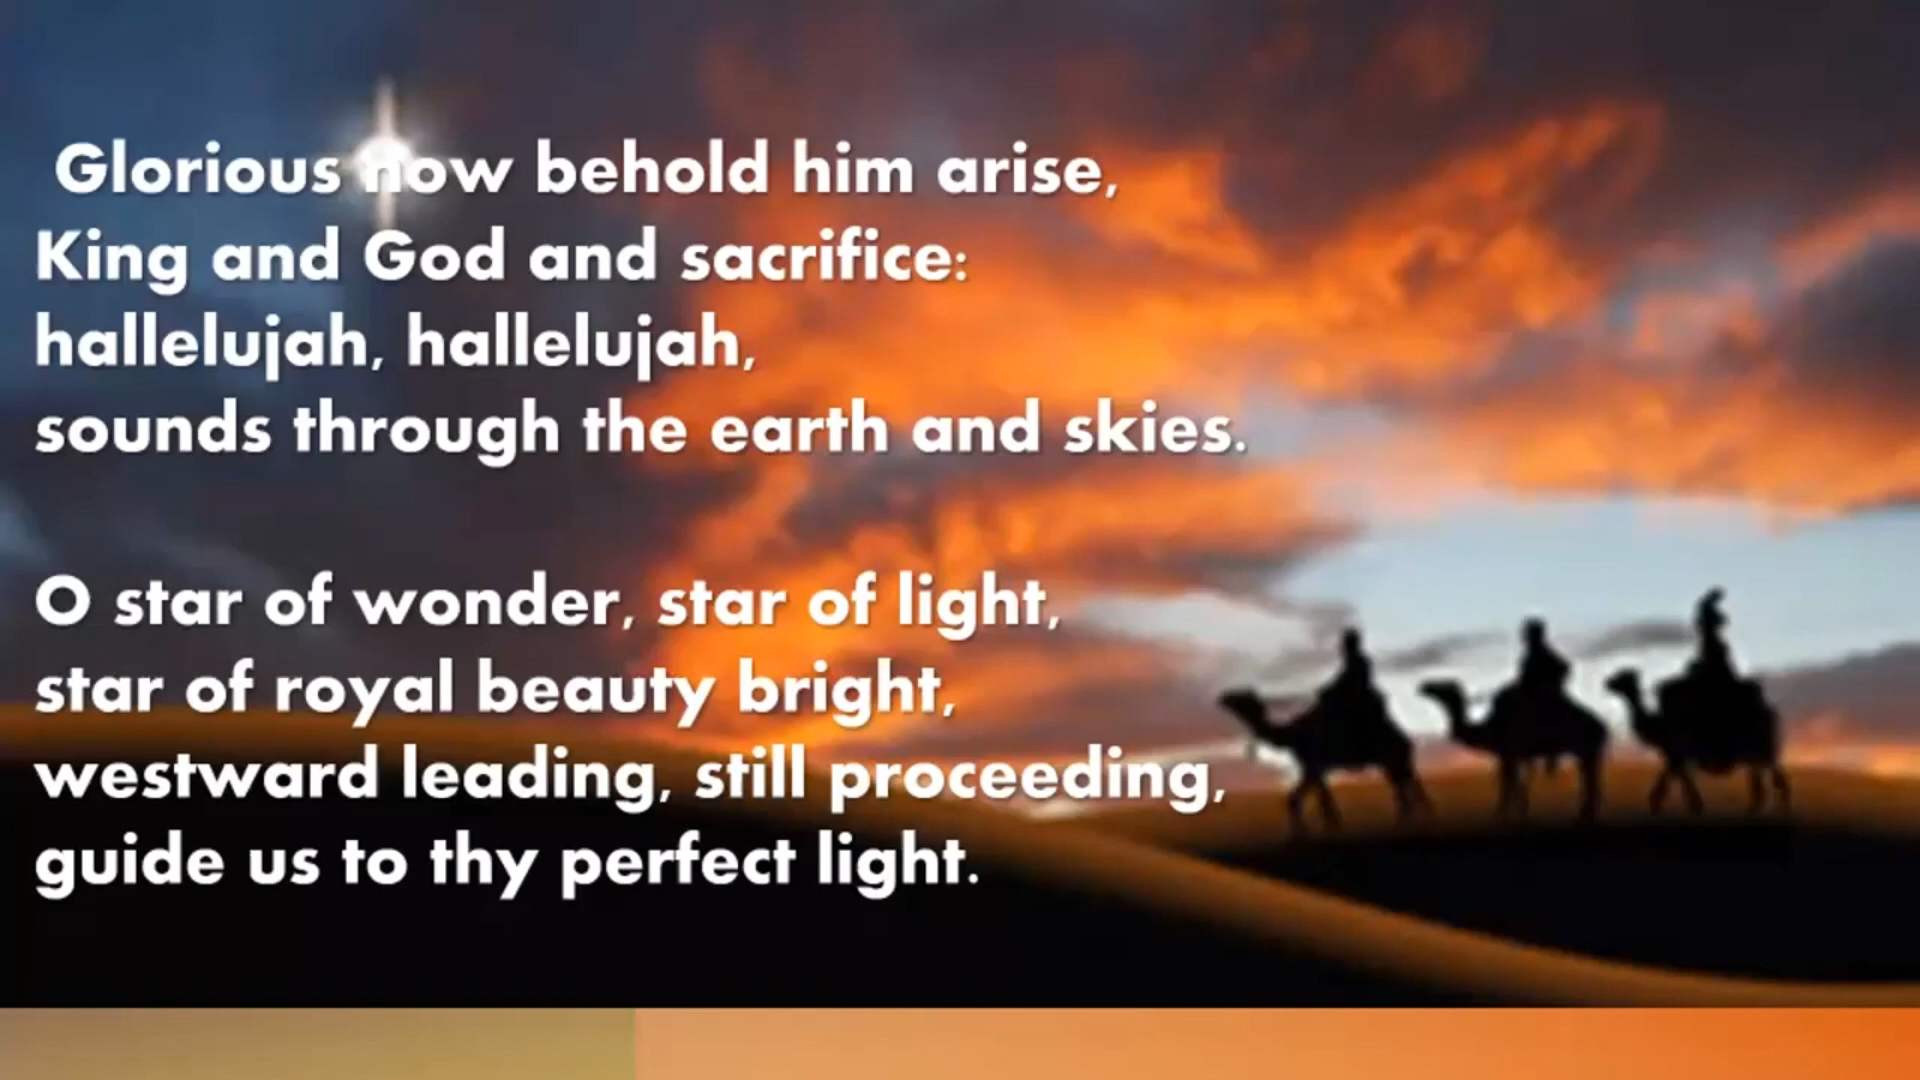 Glorious now behold him arise,
King and God and sacrifice:
hallelujah, hallelujah,
sounds through the earth and skies.
O star of wonder, star of light,
star of royal beauty bright,
westward leading, still proceeding,
guide us to thy perfect light.